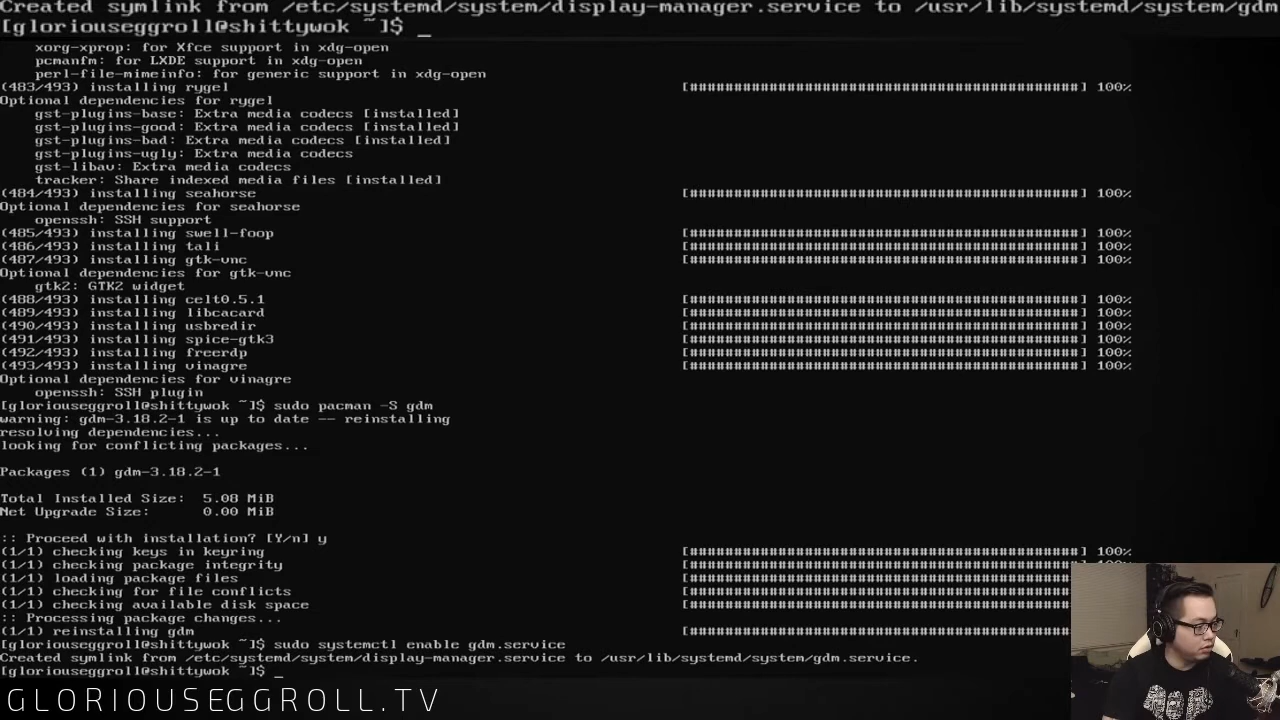 Created symlink from /etc/systemd/system/display-manager.service to /usr/lib/systemd/system/gdm
[gloriouseggroll@shittywok ~]$ _
    xorg-xprop: for Xfce support in xdg-open
    pcmanfm: for LXDE support in xdg-open
    perl-file-mimeinfo: for generic support in xdg-open
(483/493) installing rygel [############################################] 100%
Optional dependencies for rygel
    gst-plugins-base: Extra media codecs [installed]
    gst-plugins-good: Extra media codecs [installed]
    gst-plugins-bad: Extra media codecs [installed]
    gst-plugins-ugly: Extra media codecs
    gst-libav: Extra media codecs
    tracker: Share indexed media files [installed]
(484/493) installing seahorse [############################################] 100%
Optional dependencies for seahorse
    openssh: SSH support
(485/493) installing swell-foop [############################################] 100%
(486/493) installing tali [############################################] 100%
(487/493) installing gtk-vnc [############################################] 100%
Optional dependencies for gtk-vnc
    gtk2: GTK2 widget
(488/493) installing celt0.5.1 [############################################] 100%
(489/493) installing libcacard [############################################] 100%
(490/493) installing usbredir [############################################] 100%
(491/493) installing spice-gtk3 [############################################] 100%
(492/493) installing freerdp [############################################] 100%
(493/493) installing vinagre [############################################] 100%
Optional dependencies for vinagre
    openssh: SSH plugin
[gloriouseggroll@shittywok ~]$ sudo pacman -S gdm
warning: gdm-3.18.2-1 is up to date -- reinstalling
resolving dependencies...
looking for conflicting packages...
Packages (1) gdm-3.18.2-1
Total Installed Size:  5.08 MiB
Net Upgrade Size:      0.00 MiB
:: Proceed with installation? [Y/n] y
(1/1) checking keys in keyring [############################################] 100%
(1/1) checking package integrity [############################################] 100%
(1/1) loading package files [############################################
(1/1) checking for file conflicts [############################################
(1/1) checking available disk space [############################################
:: Processing package changes...
(1/1) reinstalling gdm [############################################
[gloriouseggroll@shittywok ~]$ sudo systemctl enable gdm.service
Created symlink from /etc/systemd/system/display-manager.service to /usr/lib/systemd/system/gdm.service.
[gloriouseggroll@shittywok ~]$ _
GLORIOUSEGGROLL.TV